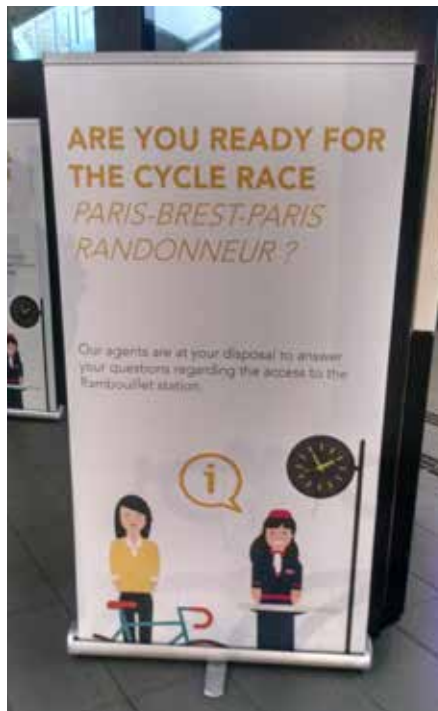 ARE YOU READY FOR
THE CYCLE RACE
PARIS-BREST-PARIS
RANDONNEUR ?
Our agents are at your disposal to answer
your questions regarding the access to the
Rambouillet station.
i